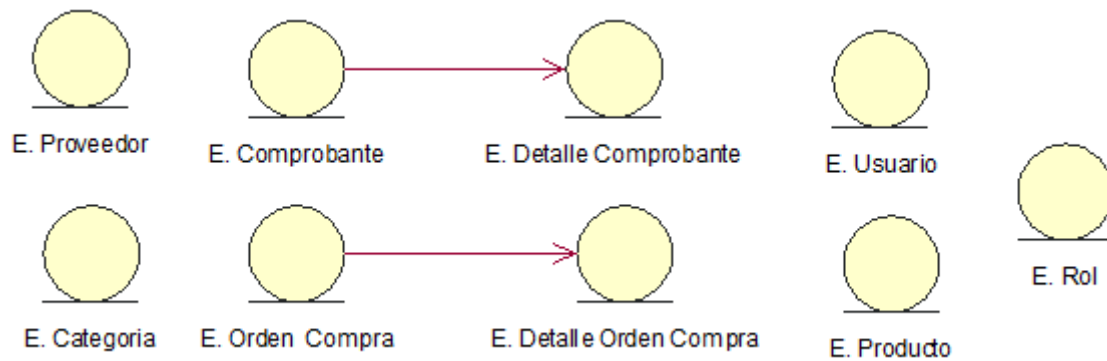 E. Proveedor
E. Comprobante
E. Detalle Comprobante
E. Usuario
E. Rol
E. Categoria
E. Orden Compra
E. Detalle Orden Compra
E. Producto